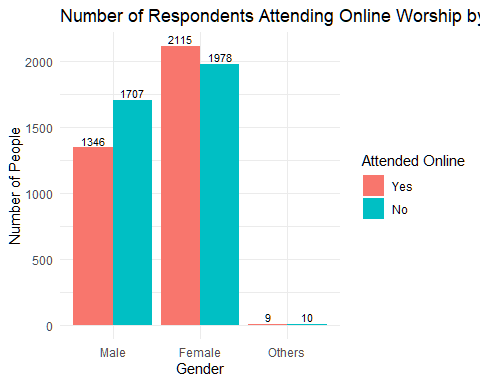 Number of Respondents Attending Online Worship by
2115
1978
1707
1346
9
10
2000
1500
1000
500
0
Number of People
Male
Female
Others
Gender
Attended Online
Yes
No